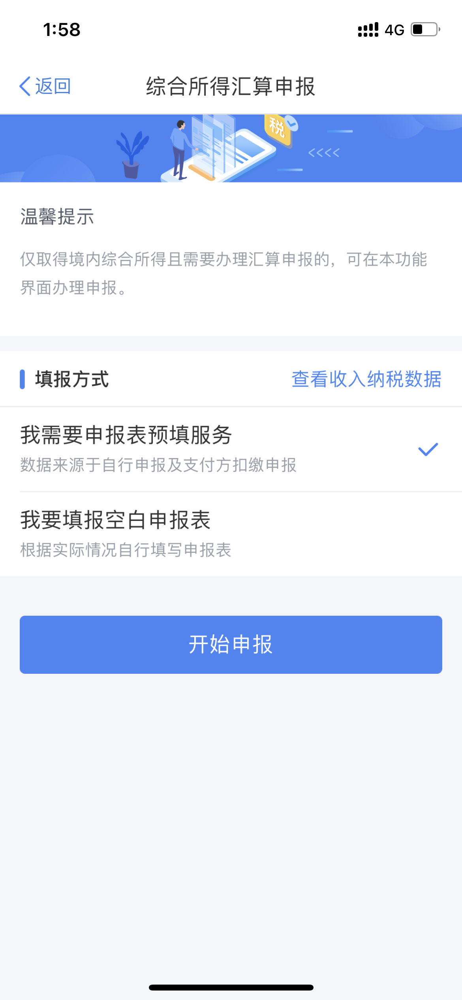 1:58
4G
返回
综合所得汇算申报
税
温馨提示
仅取得境内综合所得且需要办理汇算申报的，可在本功能
界面办理申报。
填报方式
查看收入纳税数据
我需要申报表预填服务
数据来源于自行申报及支付方扣缴申报
我要填报空白申报表
根据实际情况自行填写申报表
开始申报